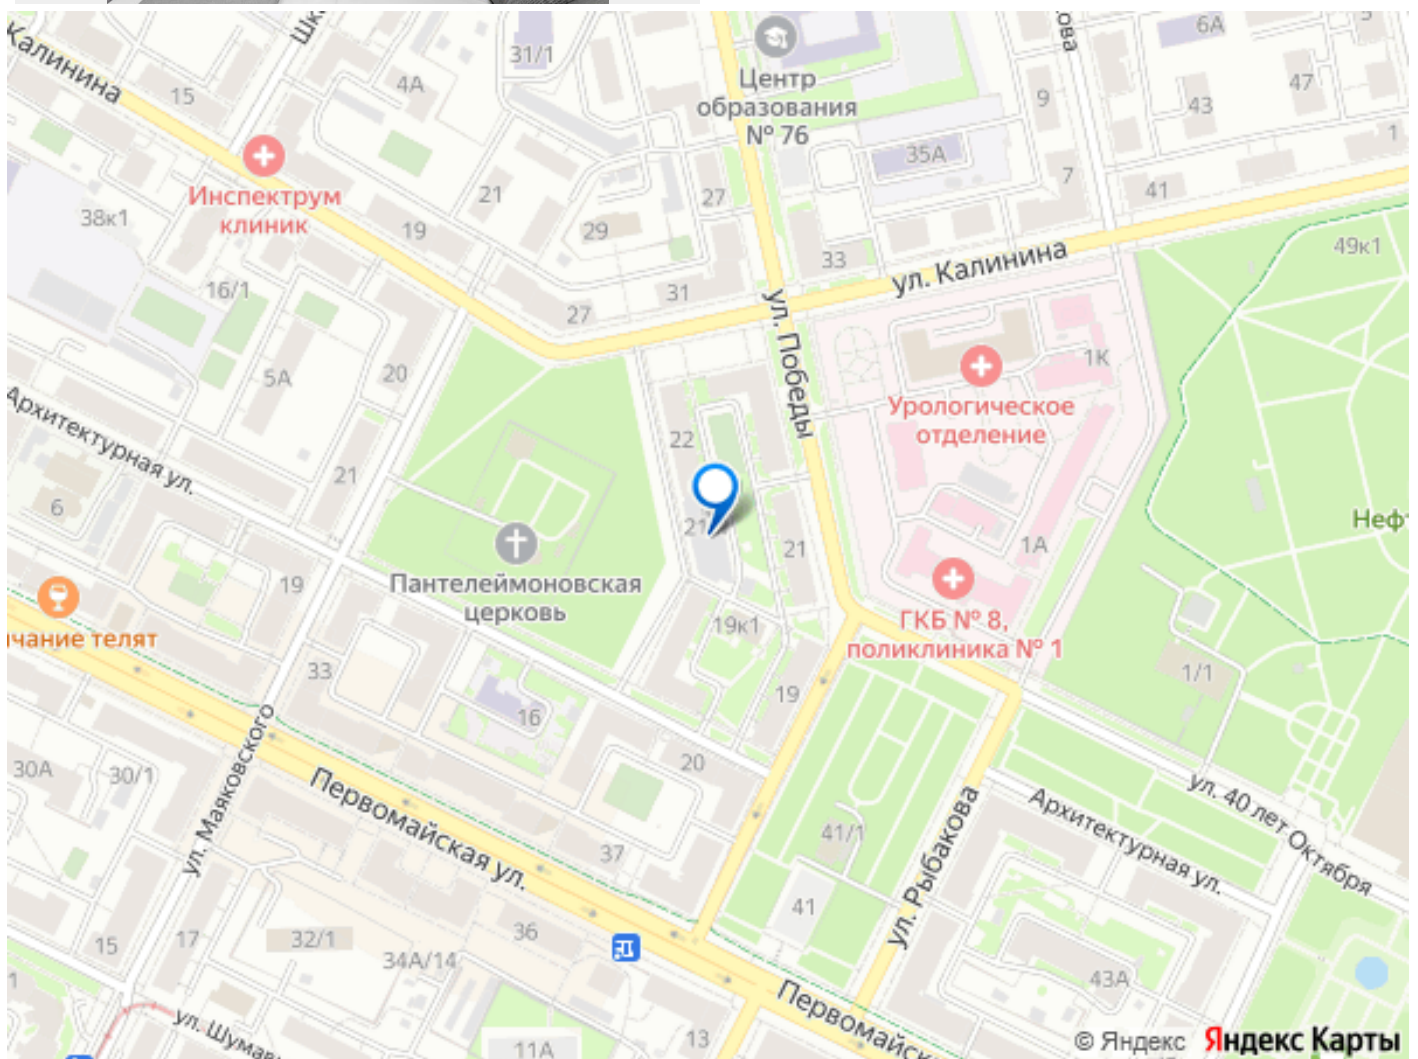 31/1
6А
5
Калинина
4А
15
Центр
образования
№ 76
9
43
47
1
35А
Инспектрум
клиник
21
27
7
41
38к1
19
29
33
ул. Калинина
49к1
16/1
27
31
ул. Победы
5А
20
1К
Урологическое
отделение
Архитектурная ул.
22
21
6
21
21
1А
Неф
Пантелеймоновская
церковь
19
19к1
ГКБ № 8,
поликлиника № 1
чание телят
33
16
19
1/1
ул. Маяковского
20
30А
30/1
Первомайская ул.
37
41/1
ул. Рыбакова
ул. 40 лет Октября
Архитектурная ул.
41
15
17
32/1
34А/14
36
43А
Первомайск
ул. Шумав
11А
13
© Яндекс Яндекс Карты